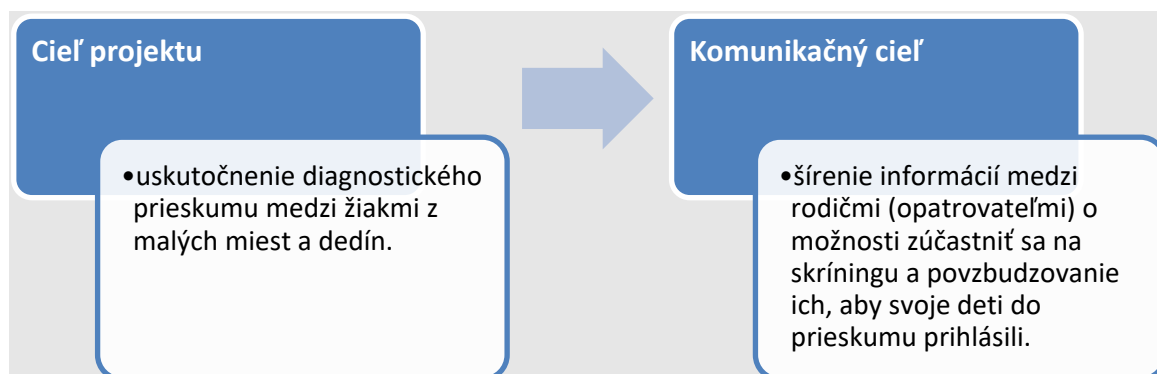 Cieľ projektu
•uskutočnenie diagnostického
prieskumu medzi žiakmi z
malých miest a dedín.
Komunikačný cieľ
•šírenie informácií medzi
rodičmi (opatrovateľmi) o
možnosti zúčastniť sa na
skríningu a povzbudzovanie
ich, aby svoje deti do
prieskumu prihlásili.